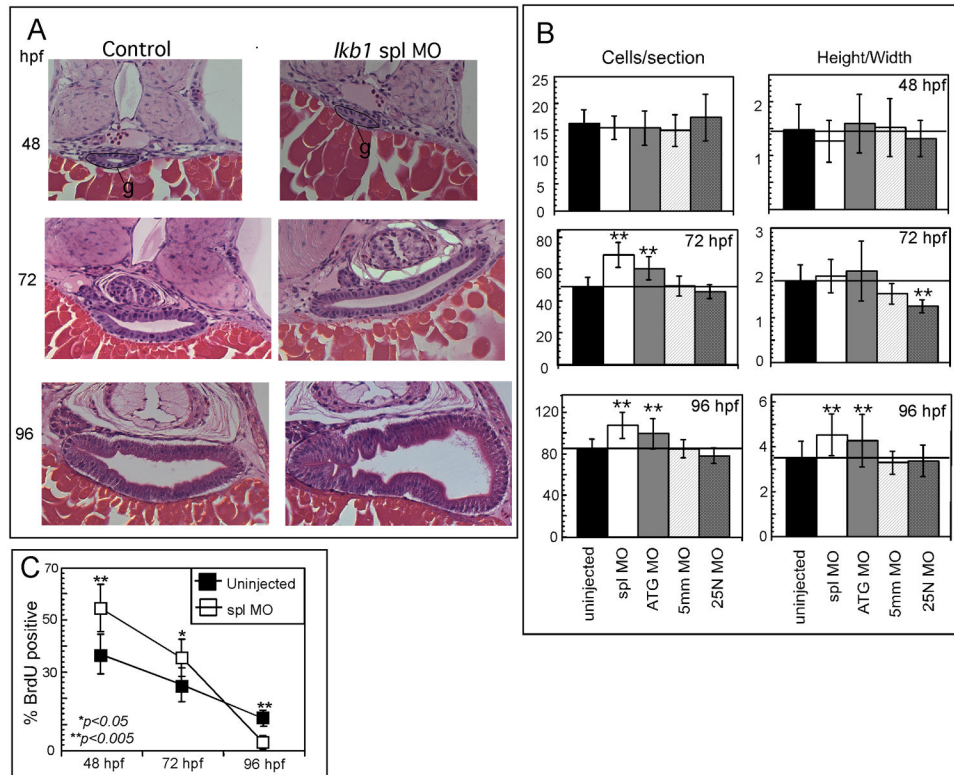 A
Control
lkb1 spl MO
hpf
48
g
g
72
96
B
Cells/section
Height/Width
25
20
15
10
5
0
48 hpf
2
1
0
72 hpf
80
60
40
20
0
** **
72 hpf
3
2
1
0
**
96 hpf
120
80
40
0
** **
96 hpf
6
4
2
0
** **
uninjected
spl MO
ATG MO
5mm MO
25N MO
uninjected
spl MO
ATG MO
5mm MO
25N MO
C
% BrdU positive
70
50
30
10
0
Uninjected
spl MO
**
*
**
*p<0.05
**p<0.005
48 hpf 72 hpf 96 hpf